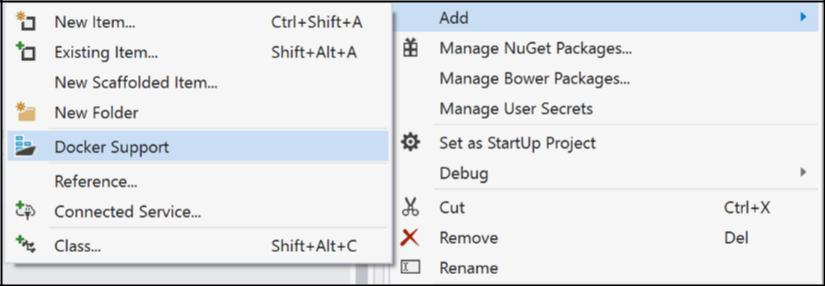 New Item... Ctrl+Shift+A
Existing Item... Shift+Alt+A
New Scaffolded Item...
New Folder
Docker Support
Reference...
Connected Service...
Class... Shift+Alt+C
Add
Manage NuGet Packages...
Manage Bower Packages...
Manage User Secrets
Set as StartUp Project
Debug
Cut Ctrl+X
Remove Del
Rename